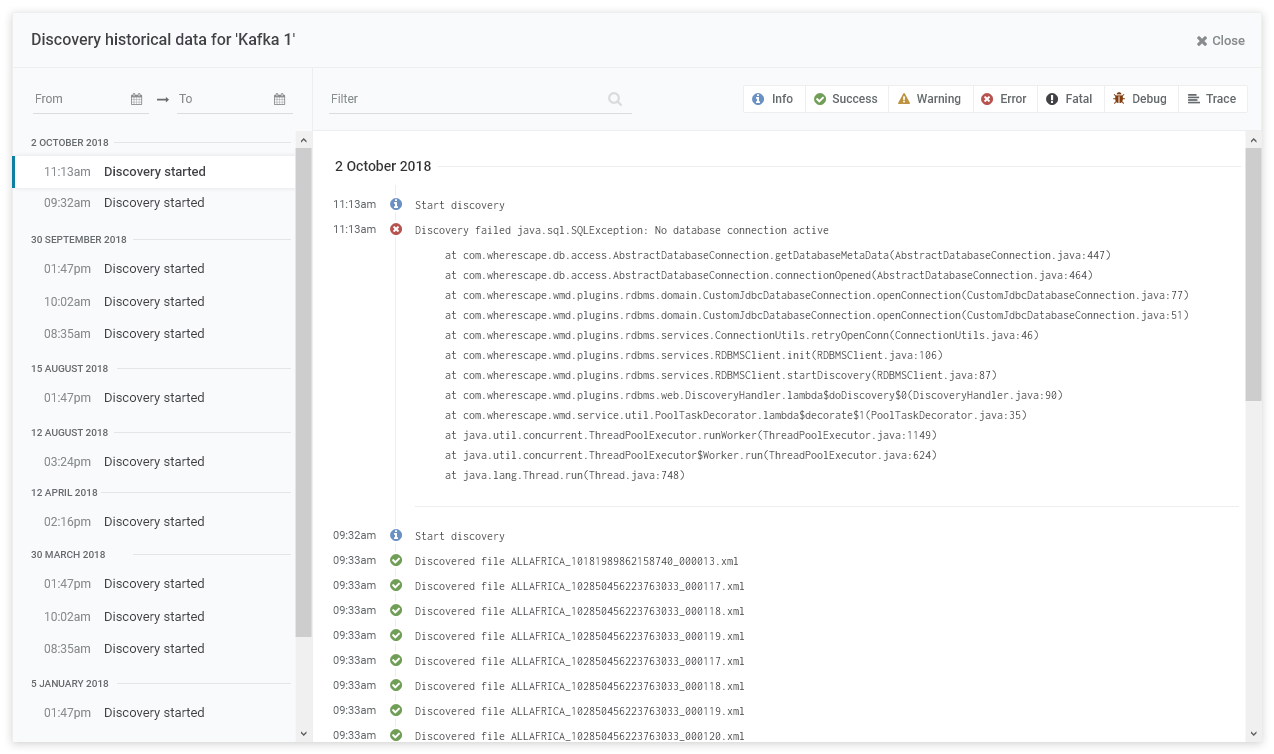 Discovery historical data for 'Kafka 1'
Close
From
To
Filter
Info
Success
Warning
Error
Fatal
Debug
Trace
2 OCTOBER 2018
11:13am Discovery started
09:32am Discovery started
30 SEPTEMBER 2018
01:47pm Discovery started
10:02am Discovery started
08:35am Discovery started
15 AUGUST 2018
01:47pm Discovery started
12 AUGUST 2018
03:24pm Discovery started
12 APRIL 2018
02:16pm Discovery started
30 MARCH 2018
01:47pm Discovery started
10:02am Discovery started
08:35am Discovery started
5 JANUARY 2018
01:47pm Discovery started
2 October 2018
11:13am Start discovery
11:13am Discovery failed java.sql.SQLException: No database connection active
at com.wherescape.db.access.AbstractDatabaseConnection.getDatabaseMetaData(AbstractDatabaseConnection.java:447)
at com.wherescape.db.access.AbstractDatabaseConnection.connectionOpened(AbstractDatabaseConnection.java:464)
at com.wherescape.wmd.plugins.rdbms.domain.CustomJdbcDatabaseConnection.openConnection(CustomJdbcDatabaseConnection.java:77)
at com.wherescape.wmd.plugins.rdbms.domain.CustomJdbcDatabaseConnection.openConnection(CustomJdbcDatabaseConnection.java:51)
at com.wherescape.wmd.plugins.rdbms.services.ConnectionUtils.retryOpenConn(ConnectionUtils.java:46)
at com.wherescape.wmd.plugins.rdbms.services.RDBMSClient.init(RDBMSClient.java:106)
at com.wherescape.wmd.plugins.rdbms.services.RDBMSClient.startDiscovery(RDBMSClient.java:87)
at com.wherescape.wmd.plugins.rdbms.web.DiscoveryHandler.lambda$doDiscovery$0(DiscoveryHandler.java:90)
at com.wherescape.wmd.service.util.PoolTaskDecorator.lambda$decorate$1(PoolTaskDecorator.java:35)
at java.util.concurrent.ThreadPoolExecutor.runWorker(ThreadPoolExecutor.java:1149)
at java.util.concurrent.ThreadPoolExecutor$Worker.run(ThreadPoolExecutor.java:624)
at java.lang.Thread.run(Thread.java:748)
09:32am Start discovery
09:33am Discovered file ALLAFRICA_10181989862158740_000013.xml
09:33am Discovered file ALLAFRICA_102850456223763033_000117.xml
09:33am Discovered file ALLAFRICA_102850456223763033_000118.xml
09:33am Discovered file ALLAFRICA_102850456223763033_000119.xml
09:33am Discovered file ALLAFRICA_102850456223763033_000117.xml
09:33am Discovered file ALLAFRICA_102850456223763033_000118.xml
09:33am Discovered file ALLAFRICA_102850456223763033_000119.xml
09:33am Discovered file ALLAFRICA_102850456223763033_000120.xml